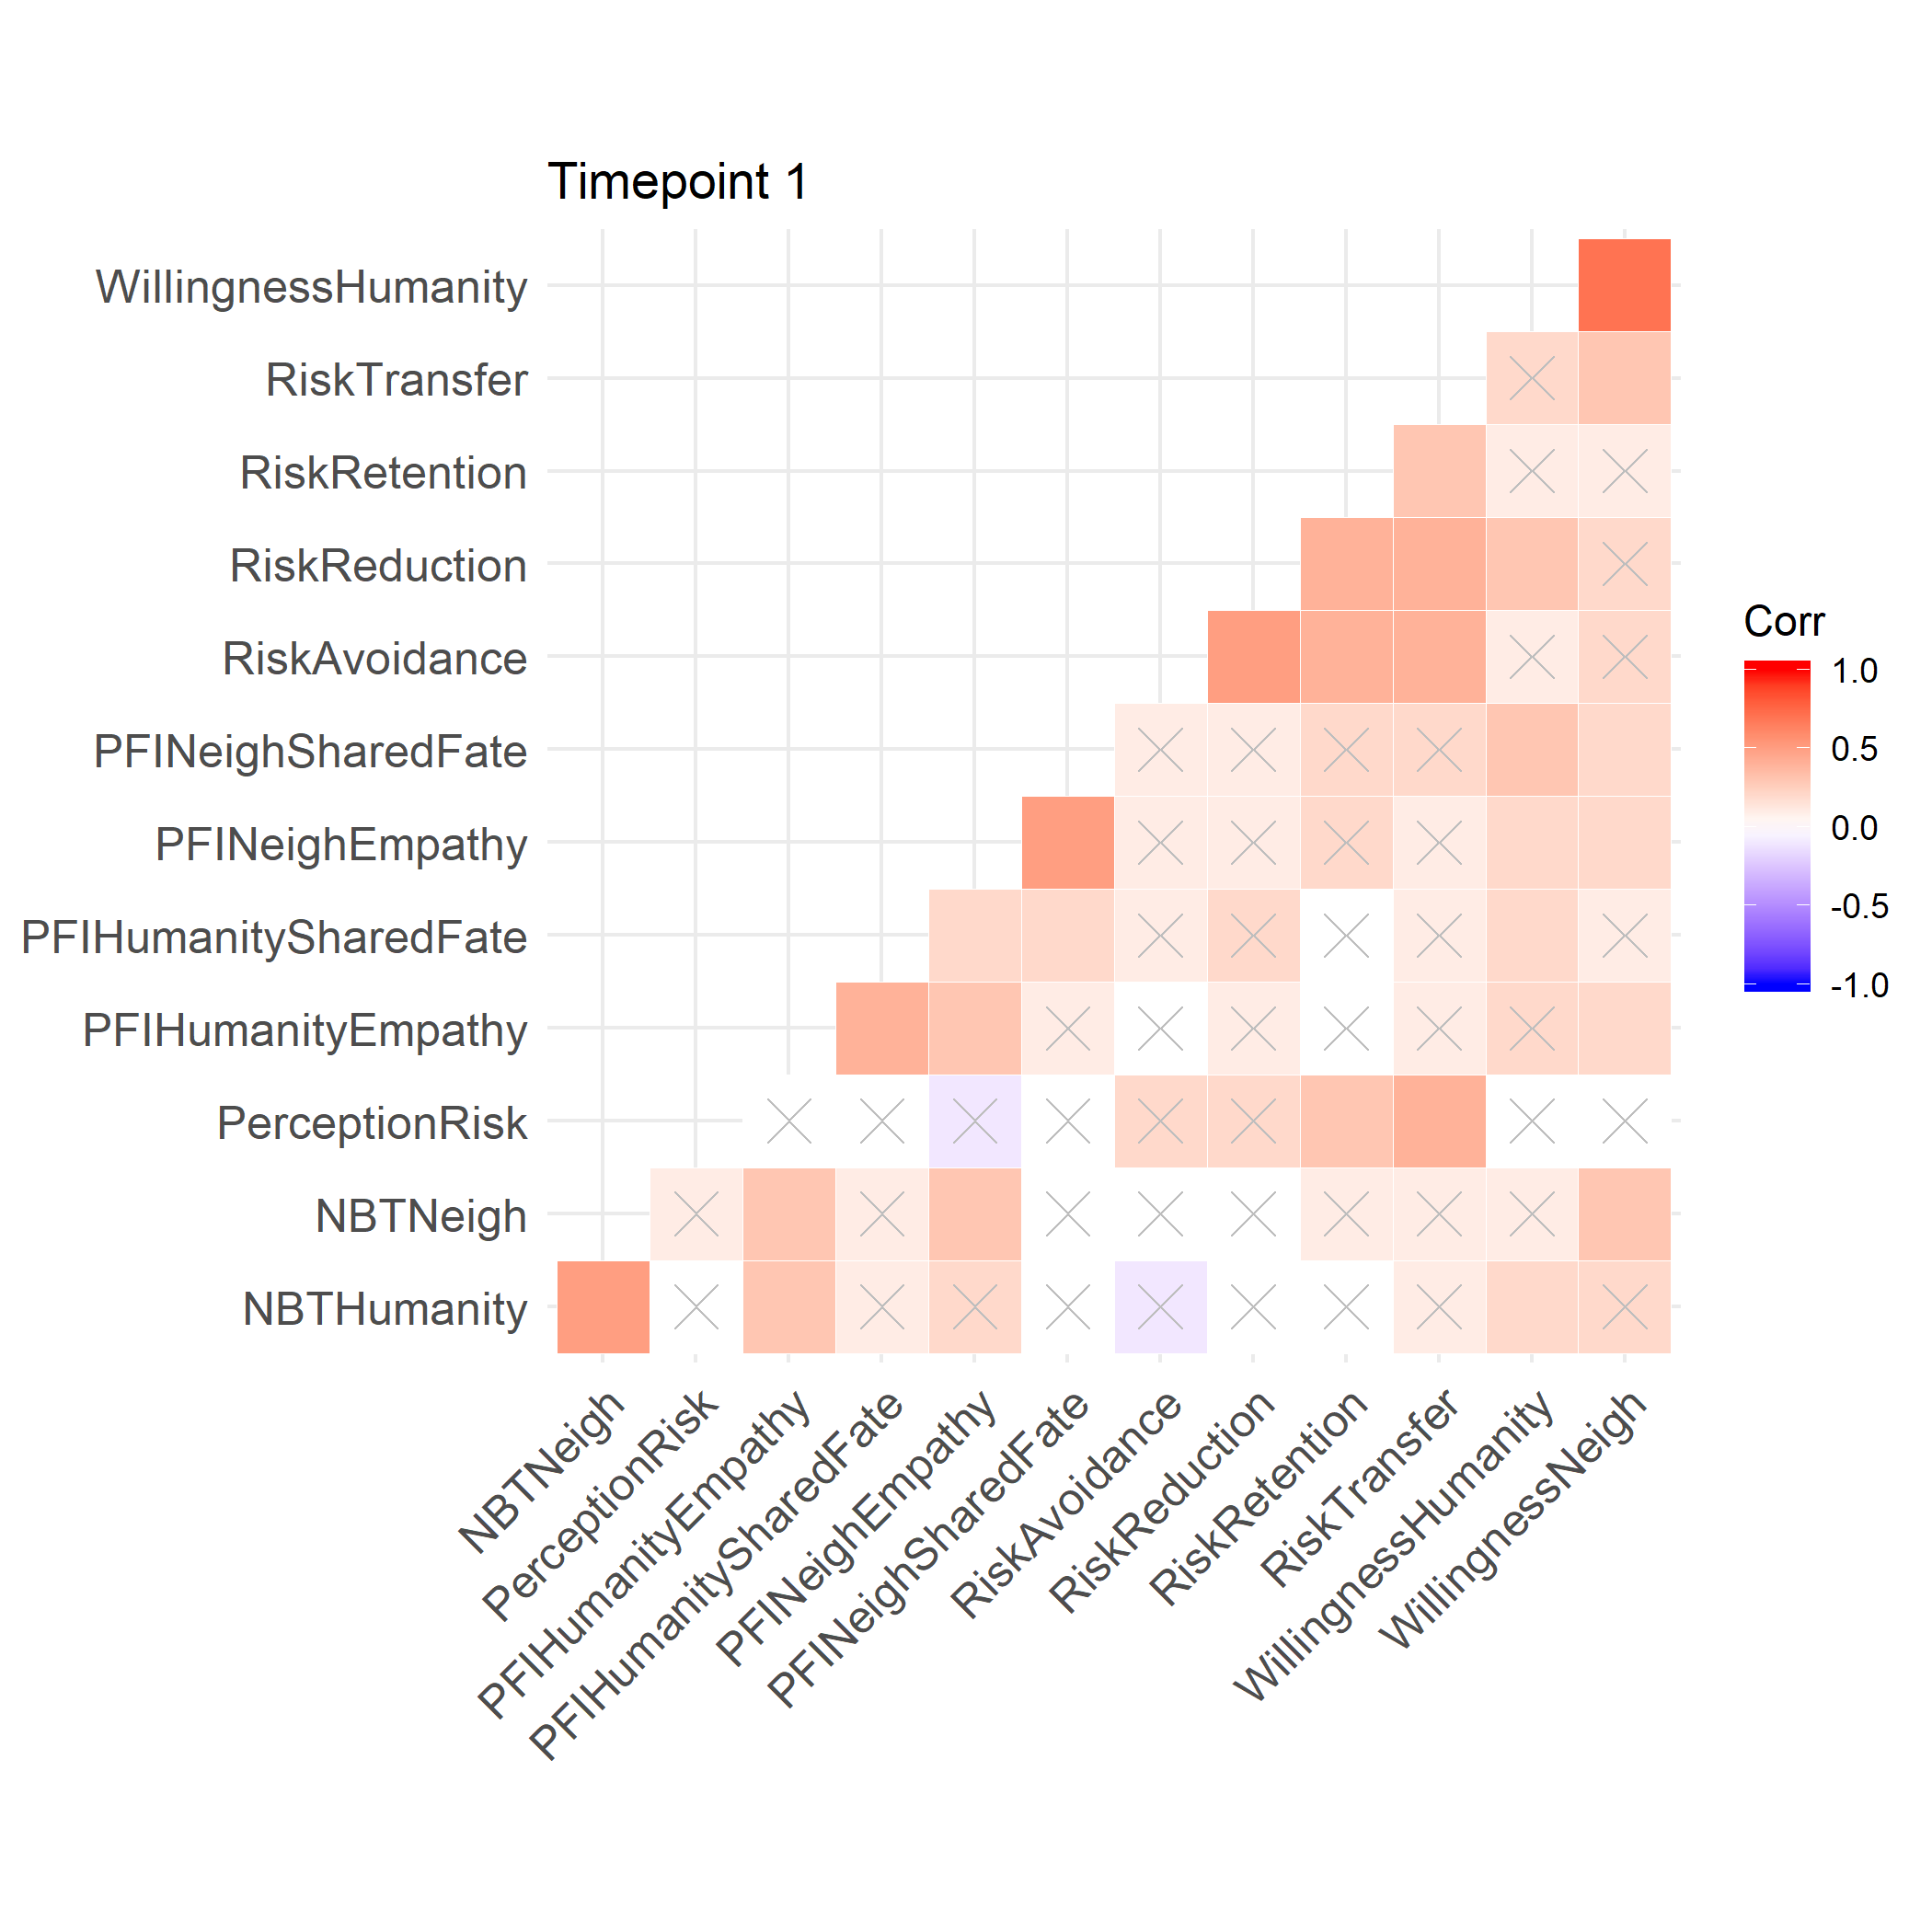 Timepoint 1
WillingnessHumanity
RiskTransfer
RiskRetention
RiskReduction
RiskAvoidance
PFINeighSharedFate
PFINeighEmpathy
PFIHumanitySharedFate
PFIHumanityEmpathy
PerceptionRisk
NBTNeigh
NBTHumanity
NBTNeigh
PerceptionRisk
PFIHumanityEmpathy
PFIHumanitySharedFate
PFINeighEmpathy
PFINeighSharedFate
RiskAvoidance
RiskReduction
RiskRetention
RiskTransfer
WillingnessHumanity
WillingnessNeigh
Corr
1.0
0.5
0.0
-0.5
-1.0